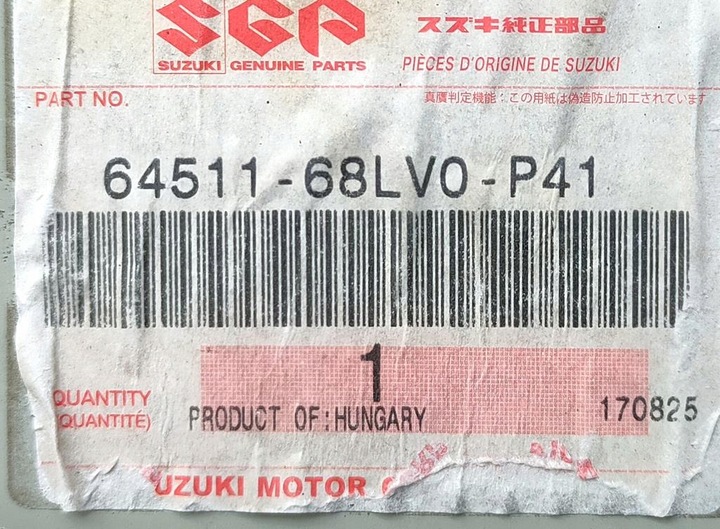 SGP
スズキ純正部品
SUZUKI GENUINE PARTS
PIÈCES D'ORIGINE DE SUZUKI
PART NO.
真贋判定機能：この用紙は偽造防止加工されています
64511-68LV0-P41
1
QUANTITY
(QUANTITÉ)
PRODUCT OF:HUNGARY
170825
UZUKI MOTOR